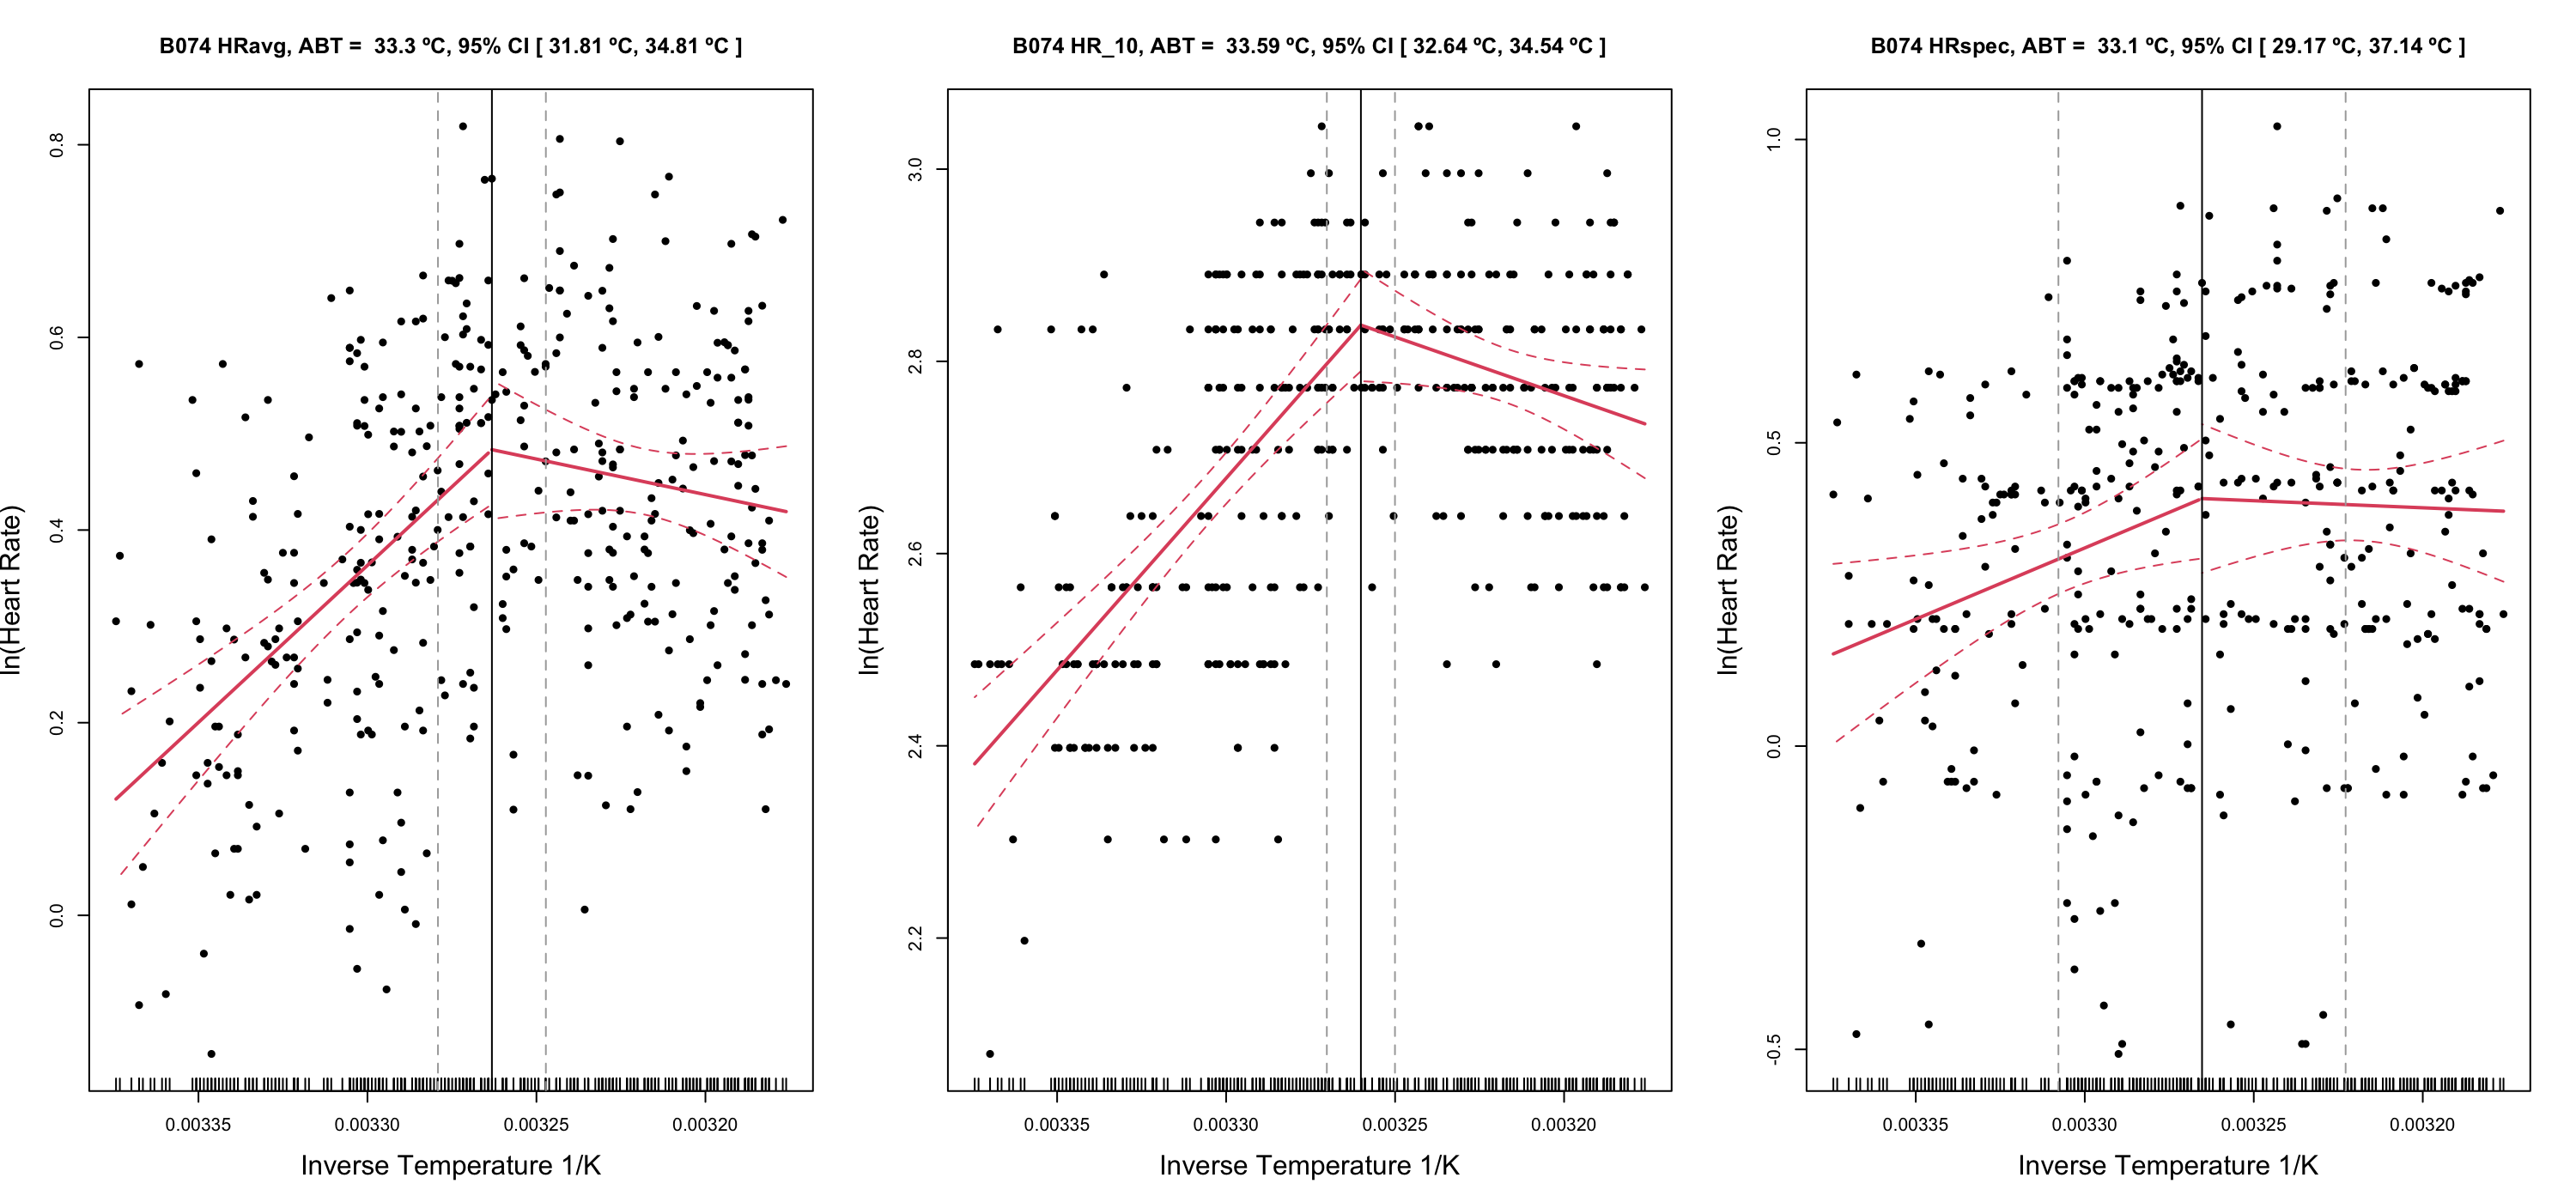 B074 HRavg, ABT =  33.3 ºC, 95% CI [ 31.81 ºC, 34.81 ºC ]
ln(Heart Rate)
0.8
0.6
0.4
0.2
0.0
0.00335 0.00330 0.00325 0.00320
Inverse Temperature 1/K
B074 HR_10, ABT =  33.59 ºC, 95% CI [ 32.64 ºC, 34.54 ºC ]
ln(Heart Rate)
3.0
2.8
2.6
2.4
2.2
0.00335 0.00330 0.00325 0.00320
Inverse Temperature 1/K
B074 HRspec, ABT =  33.1 ºC, 95% CI [ 29.17 ºC, 37.14 ºC ]
ln(Heart Rate)
1.0
0.5
0.0
-0.5
0.00335 0.00330 0.00325 0.00320
Inverse Temperature 1/K